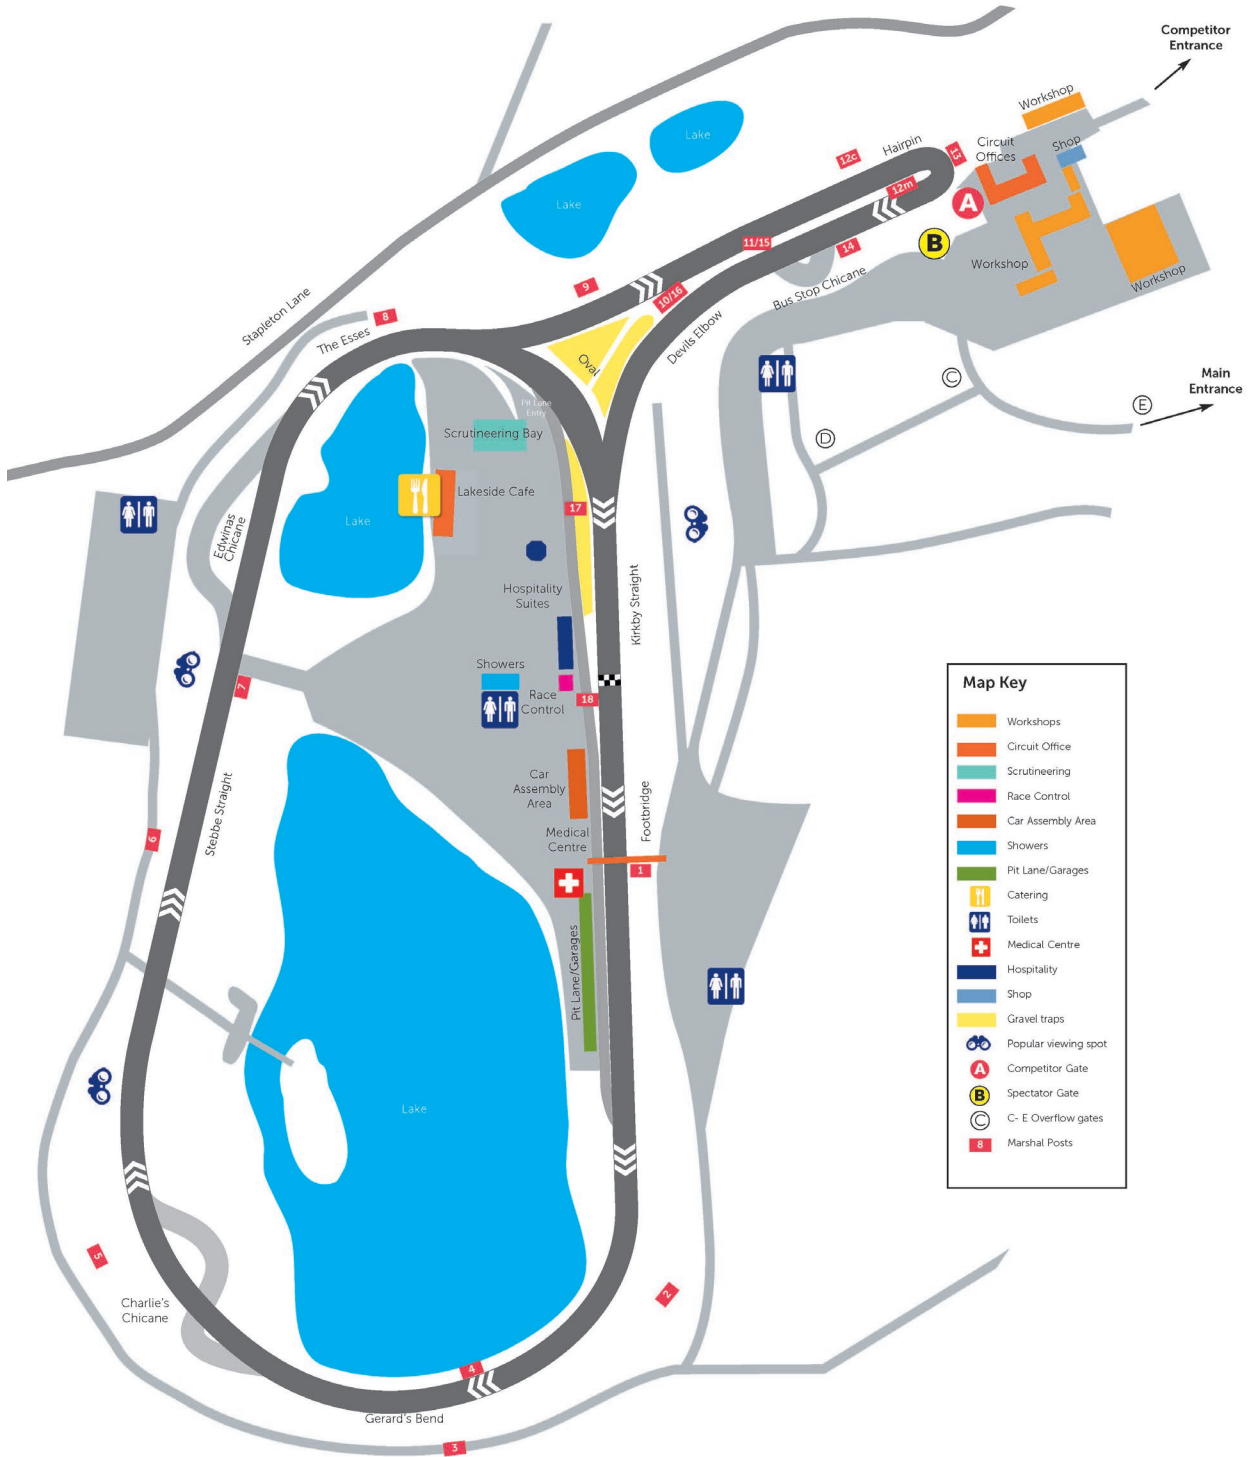 Competitor
Entrance
Workshop
Lake
Hairpin
12c
13
Circuit
Offices
Shop
12m
A
Lake
11/15
14
B
Workshop
Workshop
Bus Stop Chicane
9
10/16
Stapleton Lane
8
The Esses
Devils Elbow
Oval
Main
Entrance
C
E
D
Pit Lane
Entry
Scrutineering Bay
Lakeside Cafe
17
Lake
Edwinas
Chicane
Hospitality
Suites
Kirkby Straight
Showers
Race
Control
18
7
Car
Assembly
Area
Stebbe Straight
Footbridge
Medical
Centre
6
1
Pit Lane/Garages
Lake
5
2
Charlie's
Chicane
4
Gerard's Bend
3
Map Key
Workshops
Circuit Office
Scrutineering
Race Control
Car Assembly Area
Showers
Pit Lane/Garages
Catering
Toilets
Medical Centre
Hospitality
Shop
Gravel traps
Popular viewing spot
A Competitor Gate
B Spectator Gate
C C- E Overflow gates
8 Marshal Posts